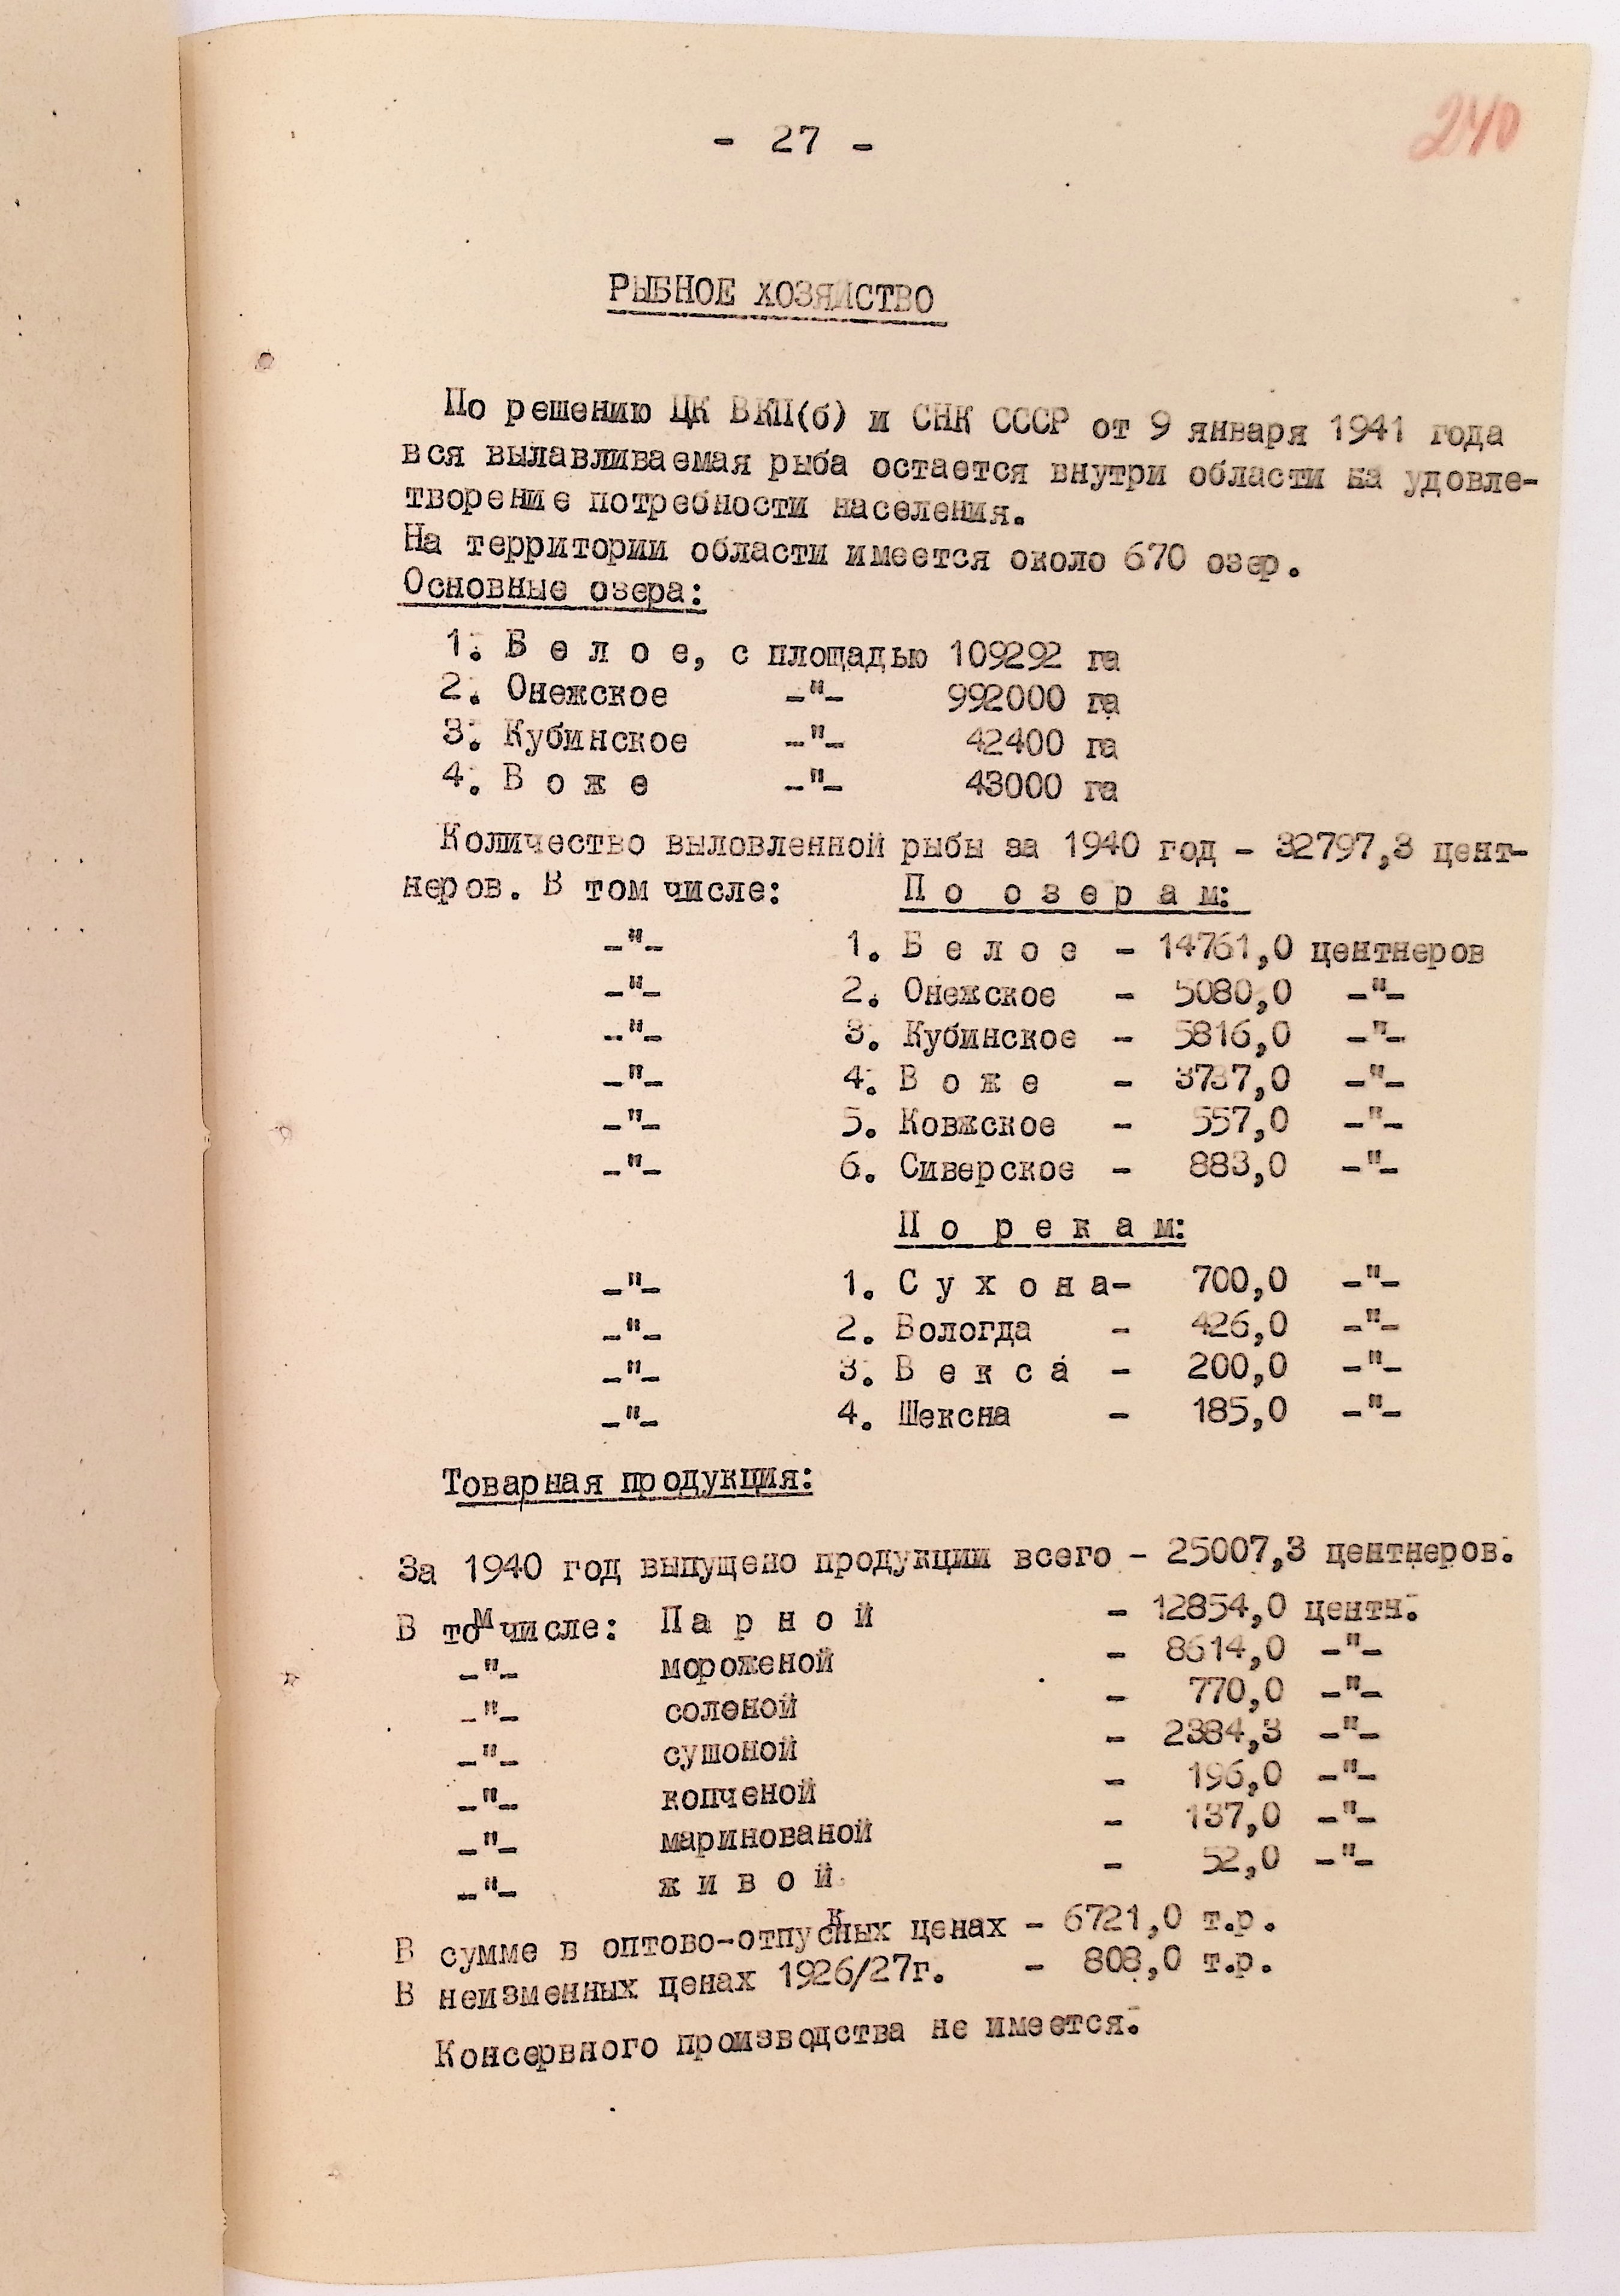 - 27 -
240
РЫБНОЕ ХОЗЯЙСТВО
По решению ЦК ВКП(б) и СНК СССР от 9 января 1941 года
вся вылавливаемая рыба остается внутри области на удовле-
творение потребности населения.
На территории области имеется около 670 озер.
Основные озера:
1. Б е л о е, с площадью 109292 га
2. Онежское -"- 992000 га
3. Кубинское -"- 42400 га
4. В о ж е -"- 43000 га
Количество выловленной рыбы за 1940 год - 32797,3 цент-
неров. В том числе: П о о з е р а м:
-"- 1. Б е л о е - 14761,0 центнеров
-"- 2. Онежское - 5080,0 -"-
-"- 3. Кубинское - 5816,0 -"-
-"- 4. В о ж е - 3737,0 -"-
-"- 5. Ковжское - 557,0 -"-
-"- 6. Сиверское - 883,0 -"-
П о р е к а м:
-"- 1. С у х о н а- 700,0 -"-
-"- 2. Вологда - 426,0 -"-
-"- 3. В е к с а - 200,0 -"-
-"- 4. Шексна - 185,0 -"-
Товарная продукция:
За 1940 год выпущено продукции всего - 25007,3 центнеров.
В том числе: П а р н о й - 12854,0 центн.
-"- мороженой - 8614,0 -"-
-"- соленой - 770,0 -"-
-"- сушоной - 2384,3 -"-
-"- копченой - 196,0 -"-
-"- маринованой - 137,0 -"-
-"- ж и в о й - 52,0 -"-
В сумме в оптово-отпускных ценах - 6721,0 т.р.
В неизменных ценах 1926/27г. - 808,0 т.р.
Консервного производства не имеется.